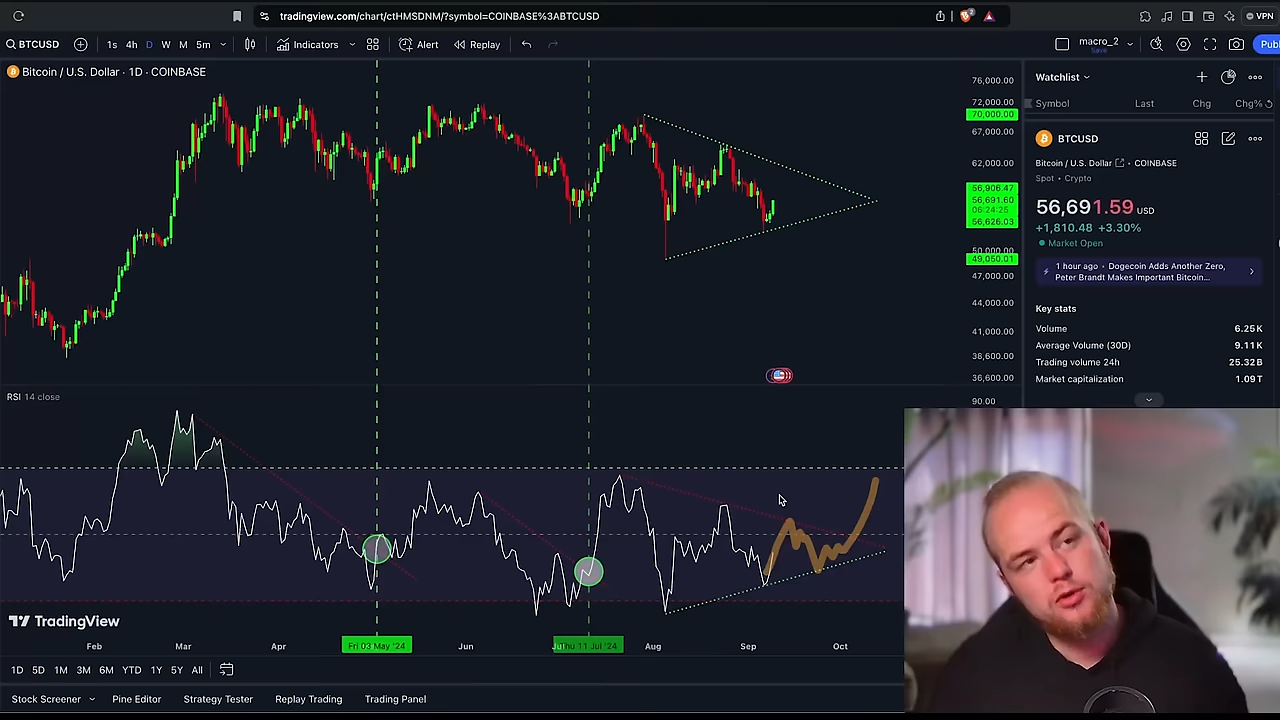 tradingview.com/chart/ctHMSDNM/?symbol=COINBASE%3ABTCUSD
VPN
BTCUSD
1s 4h D W M 5m
Indicators
Alert
Replay
macro_2
Save
Publ
Bitcoin / U.S. Dollar · 1D · COINBASE
76,000.00
72,000.00
70,000.00
67,000.00
62,000.00
56,906.47
56,691.60
06:24:25
56,626.03
50,000.00
49,050.01
47,000.00
44,000.00
41,000.00
38,600.00
36,600.00
Watchlist
Symbol Last Chg Chg%
BTCUSD
Bitcoin / U.S. Dollar · COINBASE
Spot · Crypto
56,691.59 USD
+1,810.48 +3.30%
Market Open
1 hour ago · Dogecoin Adds Another Zero,
Peter Brandt Makes Important Bitcoin...
Key stats
Volume 6.25K
Average Volume (30D) 9.11K
Trading volume 24h 25.32B
Market capitalization 1.09T
RSI 14 close
90.00
TradingView
Feb Mar Apr Fri 03 May '24 Jun Thu 11 Jul '24 Aug Sep Oct
1D 5D 1M 3M 6M YTD 1Y 5Y All
Stock Screener Pine Editor Strategy Tester Replay Trading Trading Panel